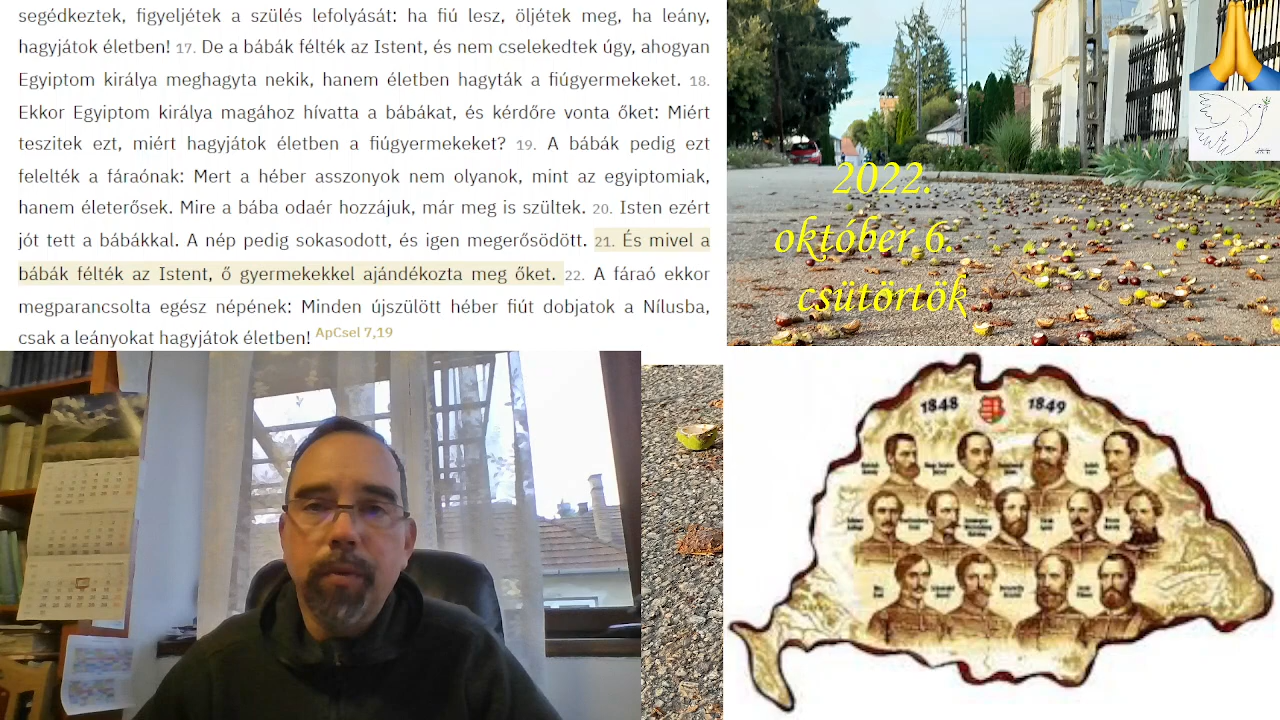 segédkeztek, figyeljétek a szülés lefolyását: ha fiú lesz, öljétek meg, ha leány,
hagyjátok életben! 17. De a bábák félték az Istent, és nem cselekedtek úgy, ahogyan
Egyiptom királya meghagyta nekik, hanem életben hagyták a fiúgyermekeket. 18.
Ekkor Egyiptom királya magához hívatta a bábákat, és kérdőre vonta őket: Miért
teszitek ezt, miért hagyjátok életben a fiúgyermekeket? 19. A bábák pedig ezt
felelték a fáraónak: Mert a héber asszonyok nem olyanok, mint az egyiptomiak,
hanem életerősek. Mire a bába odaér hozzájuk, már meg is szültek. 20. Isten ezért
jót tett a bábákkal. A nép pedig sokasodott, és igen megerősödött. 21. És mivel a
bábák félték az Istent, ő gyermekekkel ajándékozta meg őket. 22. A fáraó ekkor
megparancsolta egész népének: Minden újszülött héber fiút dobjatok a Nílusba,
csak a leányokat hagyjátok életben! ApCsel 7,19
2022.
október 6.
csütörtök
1848 1849